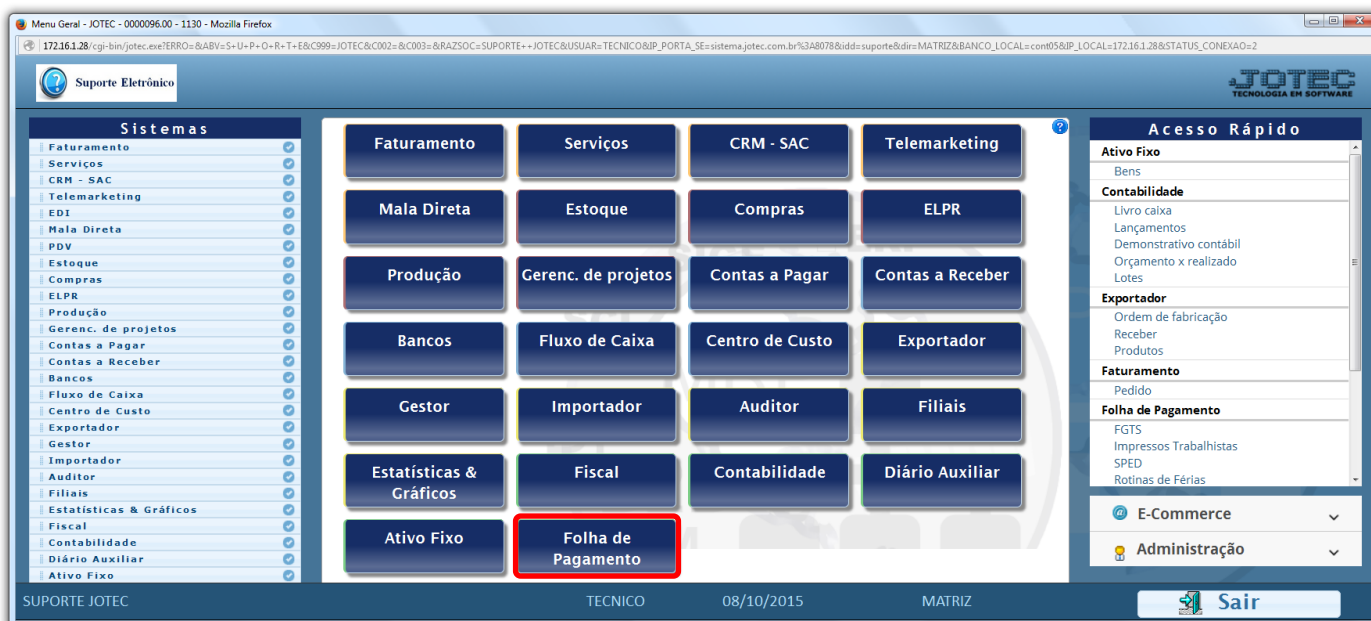 Menu Geral - JOTEC - 0000096.00 - 1130 - Mozilla Firefox
172.16.1.28/cgi-bin/jotec.exe?ERRO=&ABV=S+U+P+O+R+T+E&C999=JOTEC&C002=&C003=&RAZSOC=SUPORTE++JOTEC&USUAR=TECNICO&IP_PORTA_SE=sistema.jotec.com.br%3A8078&idd=suporte&dir=MATRIZ&BANCO_LOCAL=cont05&IP_LOCAL=172.16.1.28&STATUS_CONEXAO=2
Suporte Eletrônico
JOTEC
TECNOLOGIA EM SOFTWARE
Sistemas
Faturamento
Serviços
CRM - SAC
Telemarketing
EDI
Mala Direta
PDV
Estoque
Compras
ELPR
Produção
Gerenc. de projetos
Contas a Pagar
Contas a Receber
Bancos
Fluxo de Caixa
Centro de Custo
Exportador
Gestor
Importador
Auditor
Filiais
Estatísticas & Gráficos
Fiscal
Contabilidade
Diário Auxiliar
Ativo Fixo
Faturamento
Serviços
CRM - SAC
Telemarketing
Mala Direta
Estoque
Compras
ELPR
Produção
Gerenc. de projetos
Contas a Pagar
Contas a Receber
Bancos
Fluxo de Caixa
Centro de Custo
Exportador
Gestor
Importador
Auditor
Filiais
Estatísticas &
Gráficos
Fiscal
Contabilidade
Diário Auxiliar
Ativo Fixo
Folha de
Pagamento
Acesso Rápido
Ativo Fixo
Bens
Contabilidade
Livro caixa
Lançamentos
Demonstrativo contábil
Orçamento x realizado
Lotes
Exportador
Ordem de fabricação
Receber
Produtos
Faturamento
Pedido
Folha de Pagamento
FGTS
Impressos Trabalhistas
SPED
Rotinas de Férias
E-Commerce
Administração
SUPORTE JOTEC
TECNICO
08/10/2015
MATRIZ
Sair